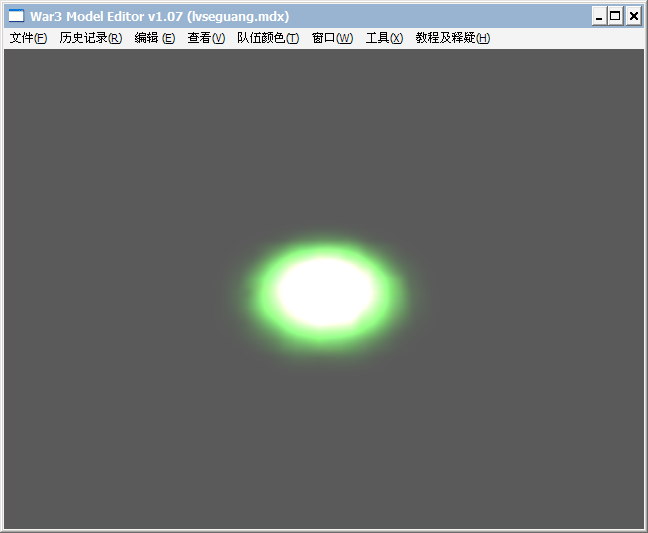 War3 Model Editor v1.07 (lvseguang.mdx)
文件(F) 历史记录(R) 编辑 (E) 查看(V) 队伍颜色(T) 窗口(W) 工具(X) 教程及释疑(H)